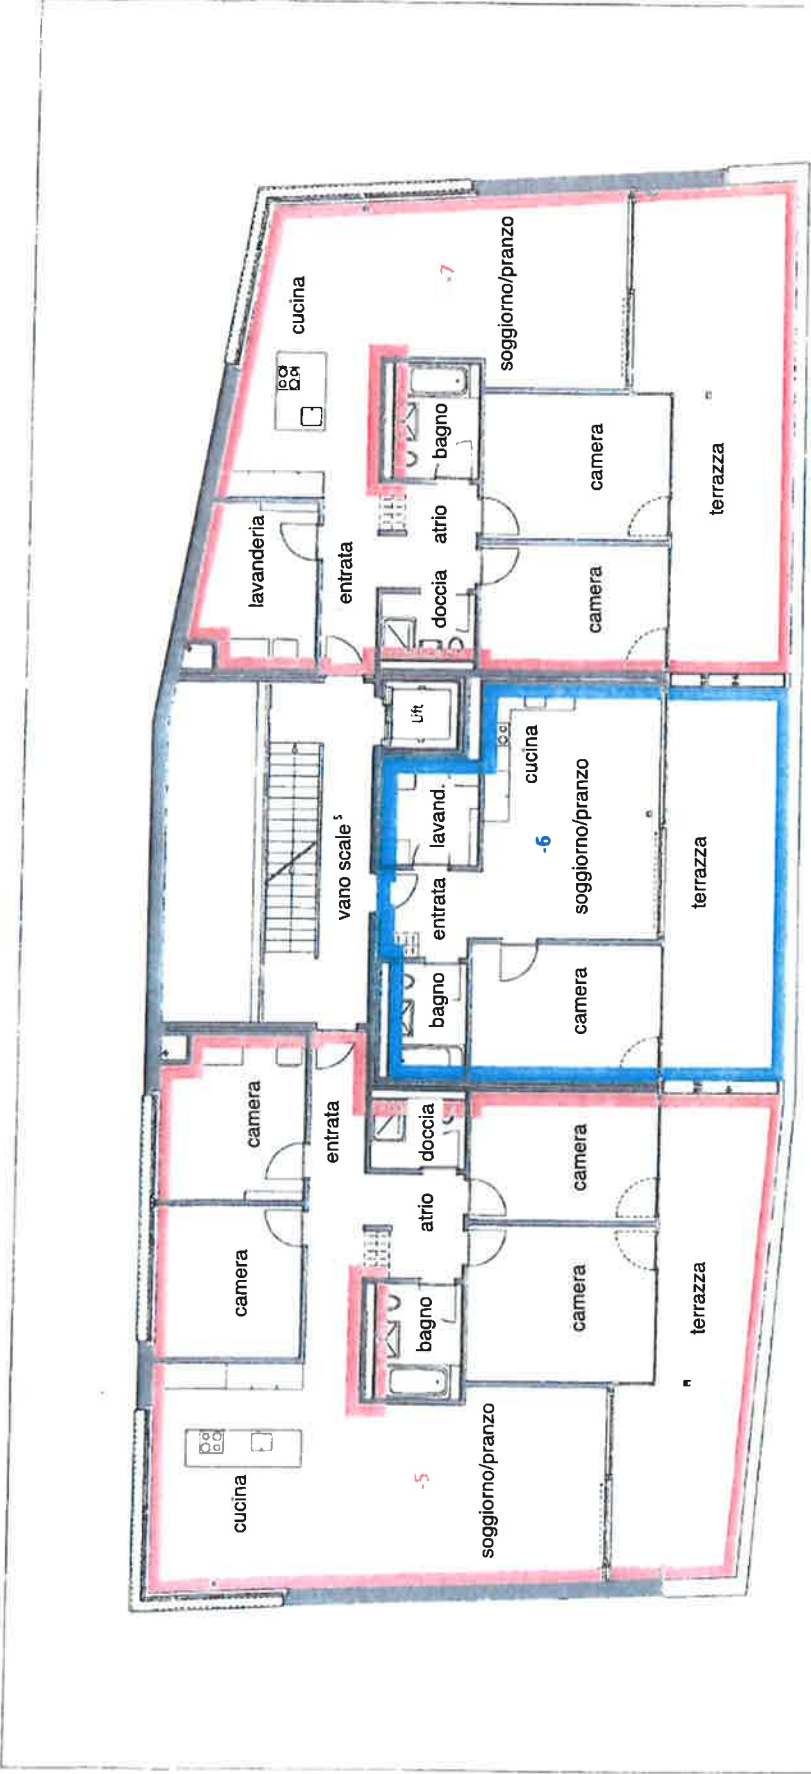 cucina
camera
camera
lavanderia
cucina
entrata
vano scale s
entrata
-5
bagno
atrio
doccia
bagno
entrata
lavand.
Lift
doccia
atrio
bagno
-7
soggiorno/pranzo
-6
cucina
soggiorno/pranzo
camera
camera
camera
soggiorno/pranzo
camera
camera
terrazza
terrazza
terrazza